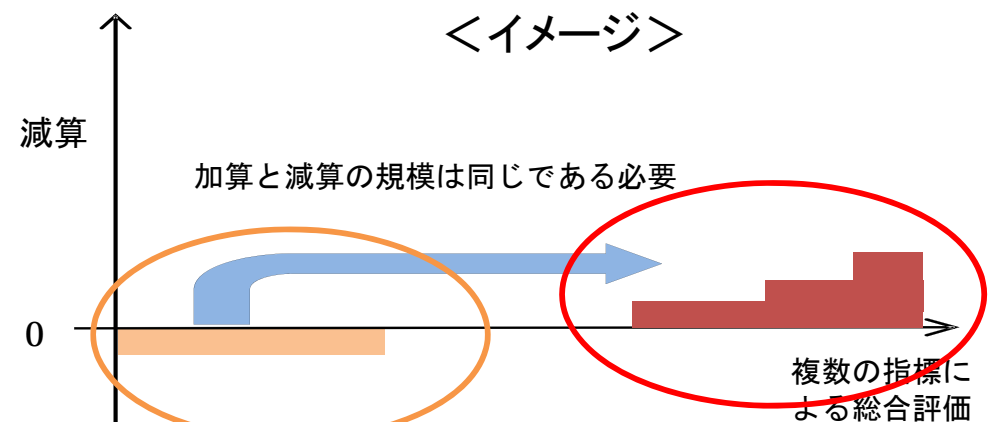 ＜イメージ＞
減算
加算と減算の規模は同じである必要
0
複数の指標に
よる総合評価